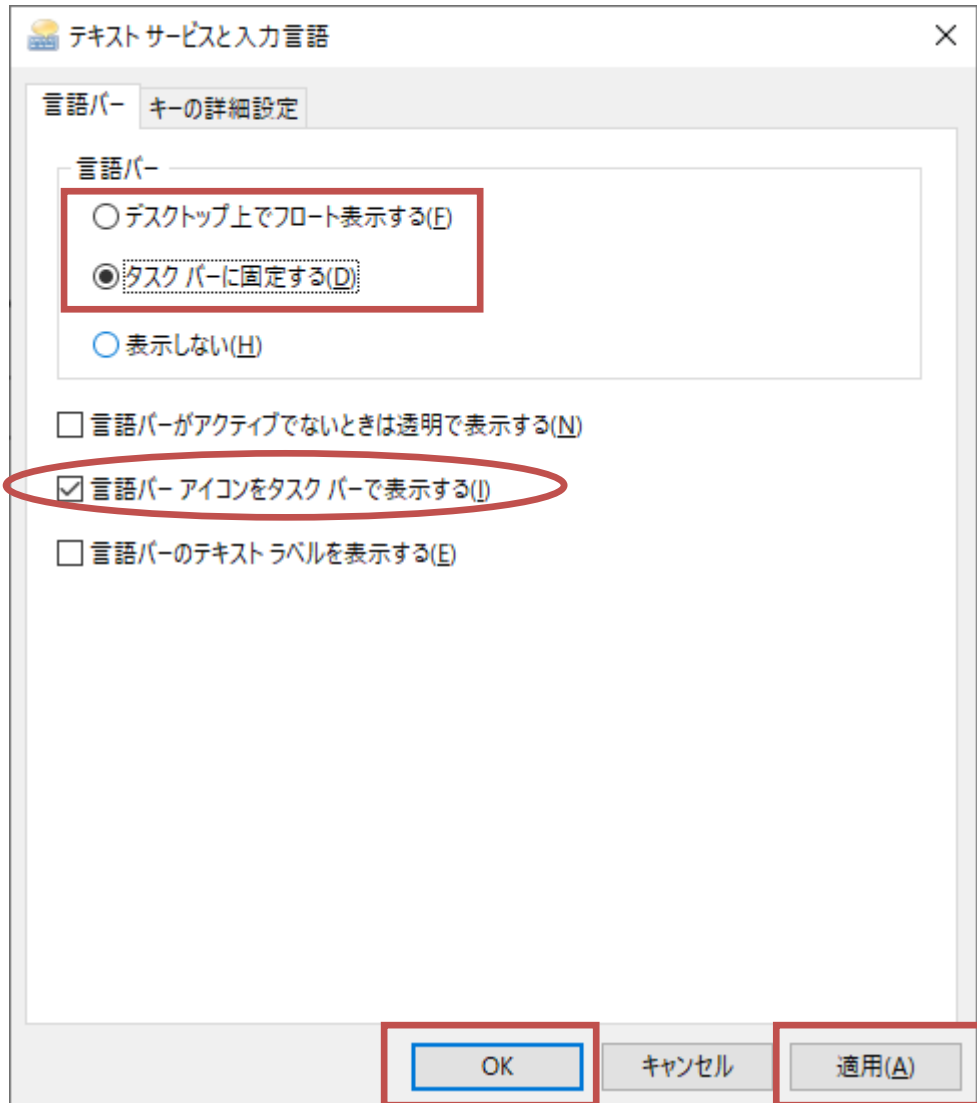 テキスト サービスと入力言語
言語バー キーの詳細設定
言語バー
デスクトップ上でフロート表示する(F)
タスク バーに固定する(D)
表示しない(H)
言語バーがアクティブでないときは透明で表示する(N)
言語バー アイコンをタスク バーで表示する(I)
言語バーのテキスト ラベルを表示する(E)
OK キャンセル 適用(A)